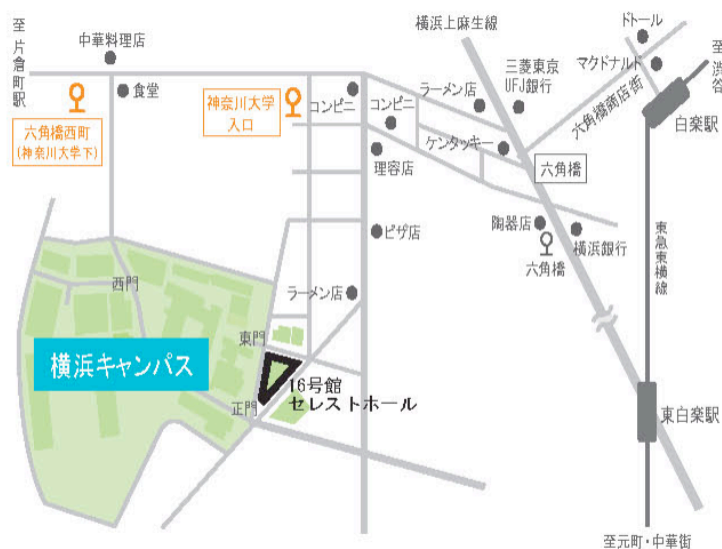 至片倉町駅
中華料理店
食堂
六角橋西町
(神奈川大学下)
神奈川大学
入口
コンビニ
コンビニ
理容店
ラーメン店
ケンタッキー
横浜上麻生線
三菱東京
UFJ銀行
六角橋商店街
ドトール
マクドナルド
至渋谷
白楽駅
六角橋
陶器店
六角橋
横浜銀行
東急東横線
ピザ店
ラーメン店
西門
東門
正門
横浜キャンパス
16号館
セレストホール
東白楽駅
至元町・中華街